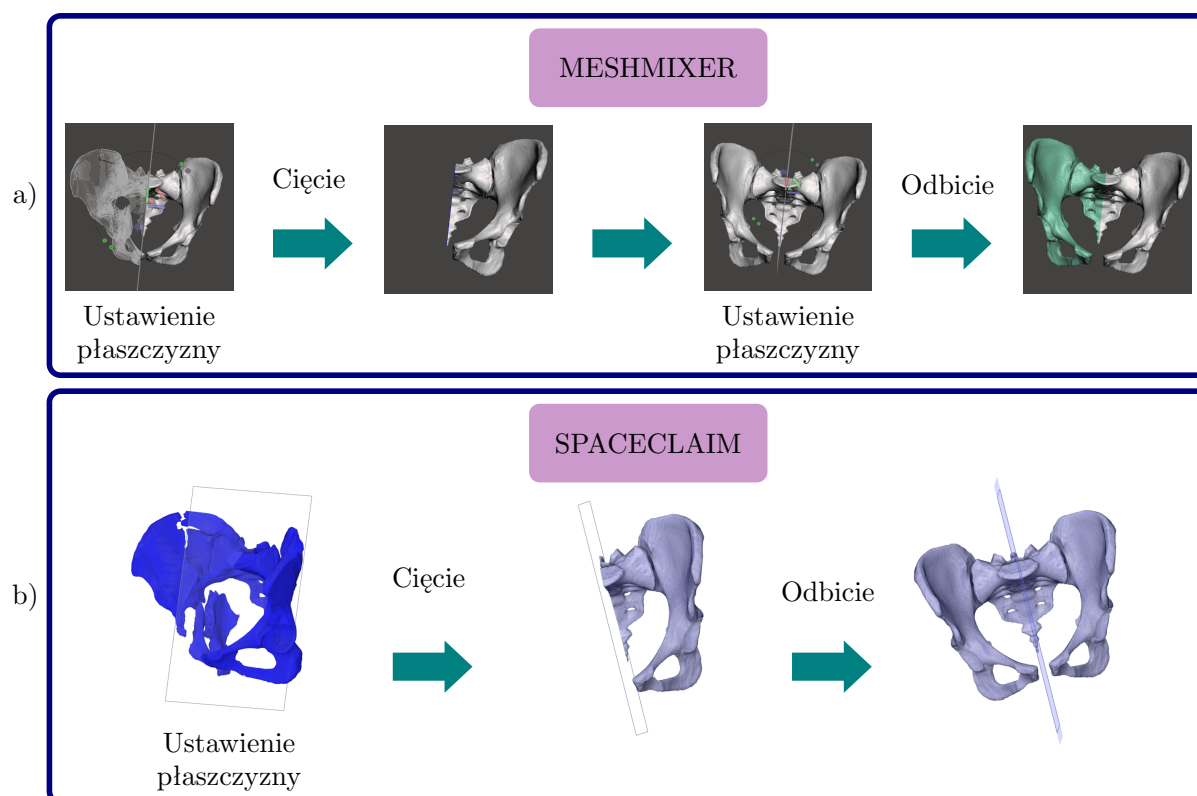 MESHMIXER
a)
Cięcie
Odbicie
Ustawienie
płaszczyzny
Ustawienie
płaszczyzny
SPACECLAIM
b)
Cięcie
Odbicie
Ustawienie
płaszczyzny